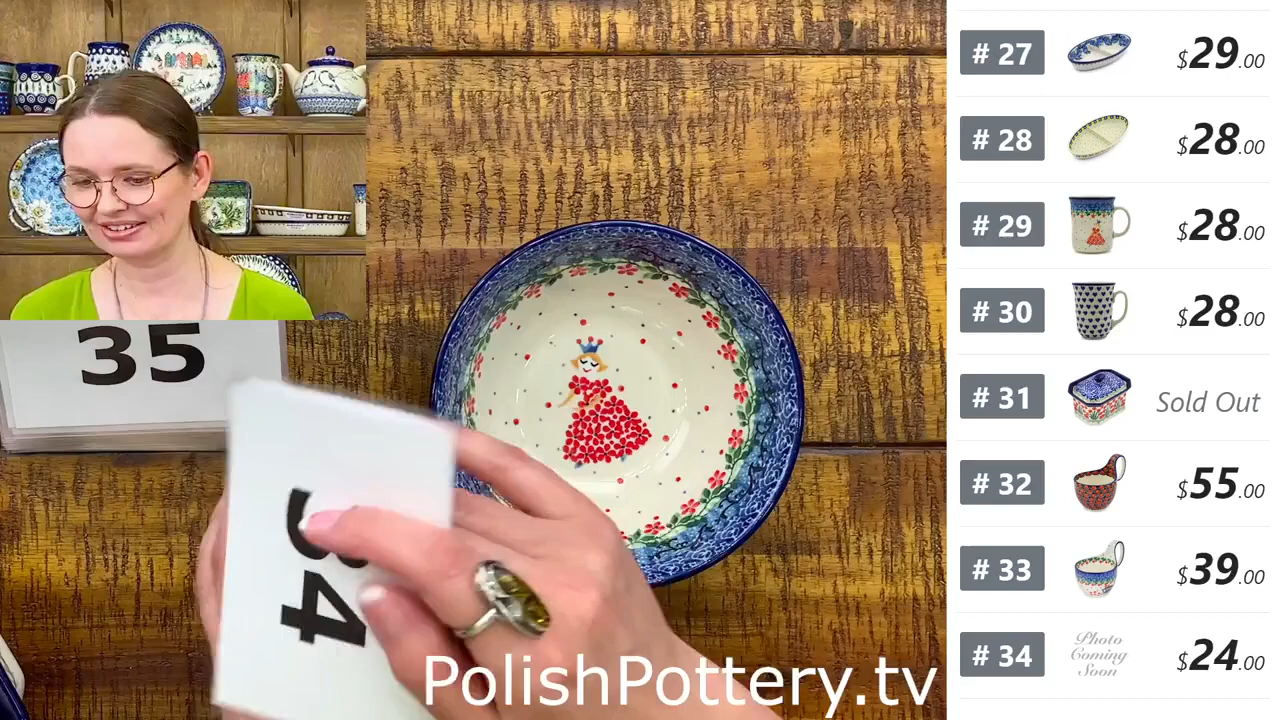 35
34
PolishPottery.tv
# 27 $29.00
# 28 $28.00
# 29 $28.00
# 30 $28.00
# 31 Sold Out
# 32 $55.00
# 33 $39.00
# 34 Photo Coming Soon $24.00